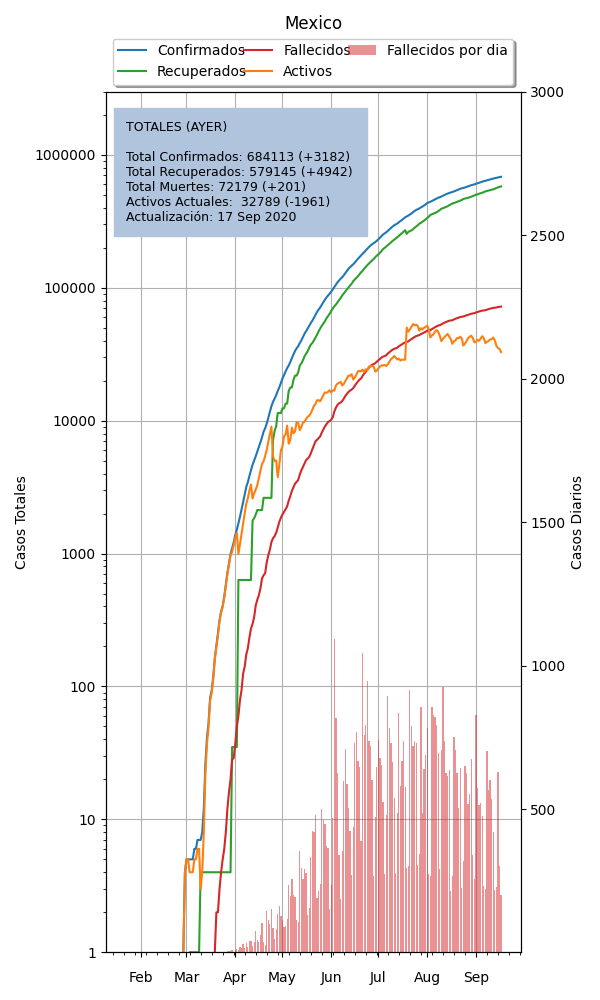 Mexico
Confirmados Fallecidos Fallecidos por dia
Recuperados Activos
TOTALES (AYER)
Total Confirmados: 684113 (+3182)
Total Recuperados: 579145 (+4942)
Total Muertes: 72179 (+201)
Activos Actuales:  32789 (-1961)
Actualización: 17 Sep 2020
Casos Totales
1000000
100000
10000
1000
100
10
1
3000
2500
2000
1500
1000
500
Casos Diarios
Feb Mar Apr May Jun Jul Aug Sep